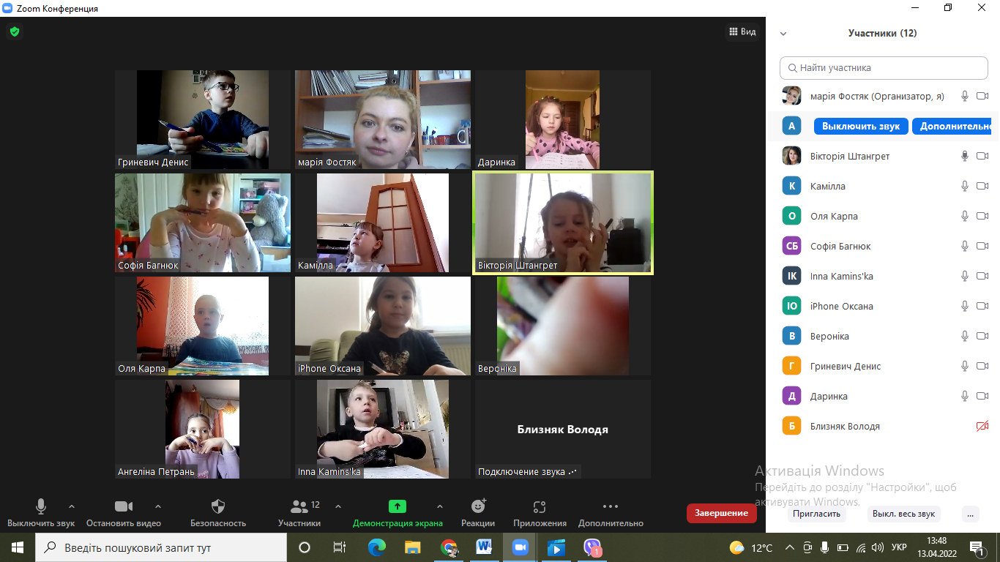 Zoom Конференция
Вид
Гриневич Денис
марія Фостяк
Даринка
Софія Багнюк
Камілла
Вікторія Штангрет
Оля Карпа
iPhone Оксана
Вероніка
Ангеліна Петрань
Inna Kamins'ka
Близняк Володя
Подключение звука
Участники (12)
Найти участника
марія Фостяк (Организатор, я)
А Выключить звук Дополнительно
Вікторія Штангрет
К Камілла
О Оля Карпа
СБ Софія Багнюк
IK Inna Kamins'ka
IO iPhone Оксана
В Вероніка
Г Гриневич Денис
Д Даринка
Б Близняк Володя
Активація Windows
Перейдіть до розділу "Настройки", щоб
активувати Windows.
Пригласить
Выкл. весь звук
...
Выключить звук
Остановить видео
Безопасность
12
Участники
Демонстрация экрана
Реакции
Приложения
Дополнительно
Завершение
Введіть пошуковий запит тут
1
12°C
УКР
13:48
13.04.2022
1